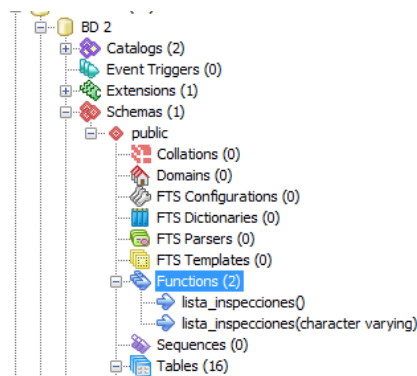 BD 2
Catalogs (2)
Event Triggers (0)
Extensions (1)
Schemas (1)
public
Collations (0)
Domains (0)
FTS Configurations (0)
FTS Dictionaries (0)
FTS Parsers (0)
FTS Templates (0)
Functions (2)
lista_inspecciones()
lista_inspecciones(character varying)
Sequences (0)
Tables (16)